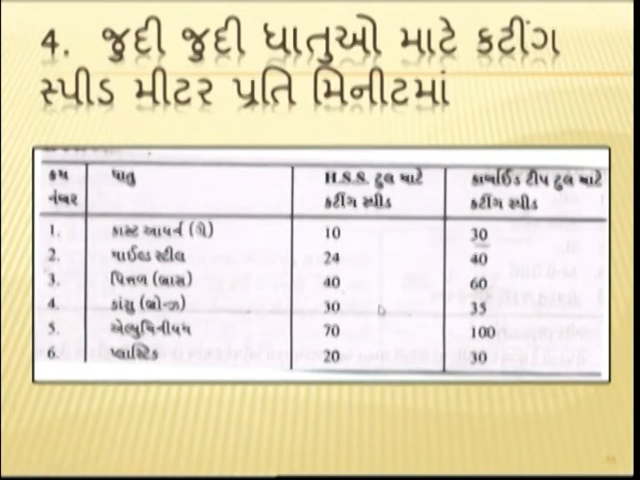 4. જુદી જુદી ધાતુઓ માટે કટીંગ
સ્પીડ મીટર પ્રતિ મિનીટમાં
ક્રમ નંબર ધાતુ H.S.S. ટુલ માટે કટીંગ સ્પીડ કાર્બાઈડ ટીપ ટુલ માટે કટીંગ સ્પીડ
1. કાસ્ટ આયર્ન (ગ્રે) 10 30
2. માઈલ્ડ સ્ટીલ 24 40
3. પિત્તળ (બ્રાસ) 40 60
4. કાંસુ (બ્રોન્ઝ) 30 35
5. એલ્યુમિનીયમ 70 100
6. પ્લાસ્ટિક 20 30